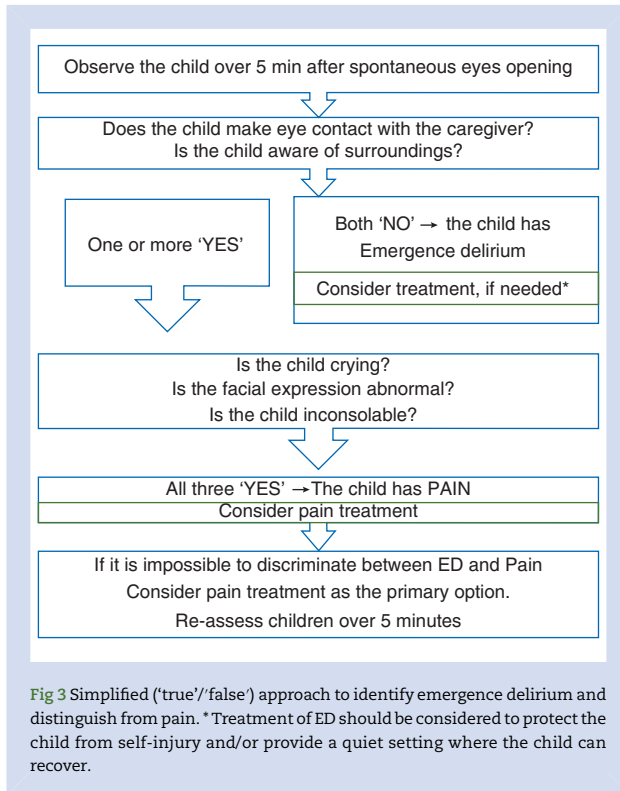 Observe the child over 5 min after spontaneous eyes opening
Does the child make eye contact with the caregiver?
Is the child aware of surroundings?
One or more ‘YES’
Both ‘NO’ → the child has
Emergence delirium
Consider treatment, if needed*
Is the child crying?
Is the facial expression abnormal?
Is the child inconsolable?
All three ‘YES’ →The child has PAIN
Consider pain treatment
If it is impossible to discriminate between ED and Pain
Consider pain treatment as the primary option.
Re-assess children over 5 minutes
Fig 3 Simplified (‘true’/‘false’) approach to identify emergence delirium and
distinguish from pain. *Treatment of ED should be considered to protect the
child from self-injury and/or provide a quiet setting where the child can
recover.